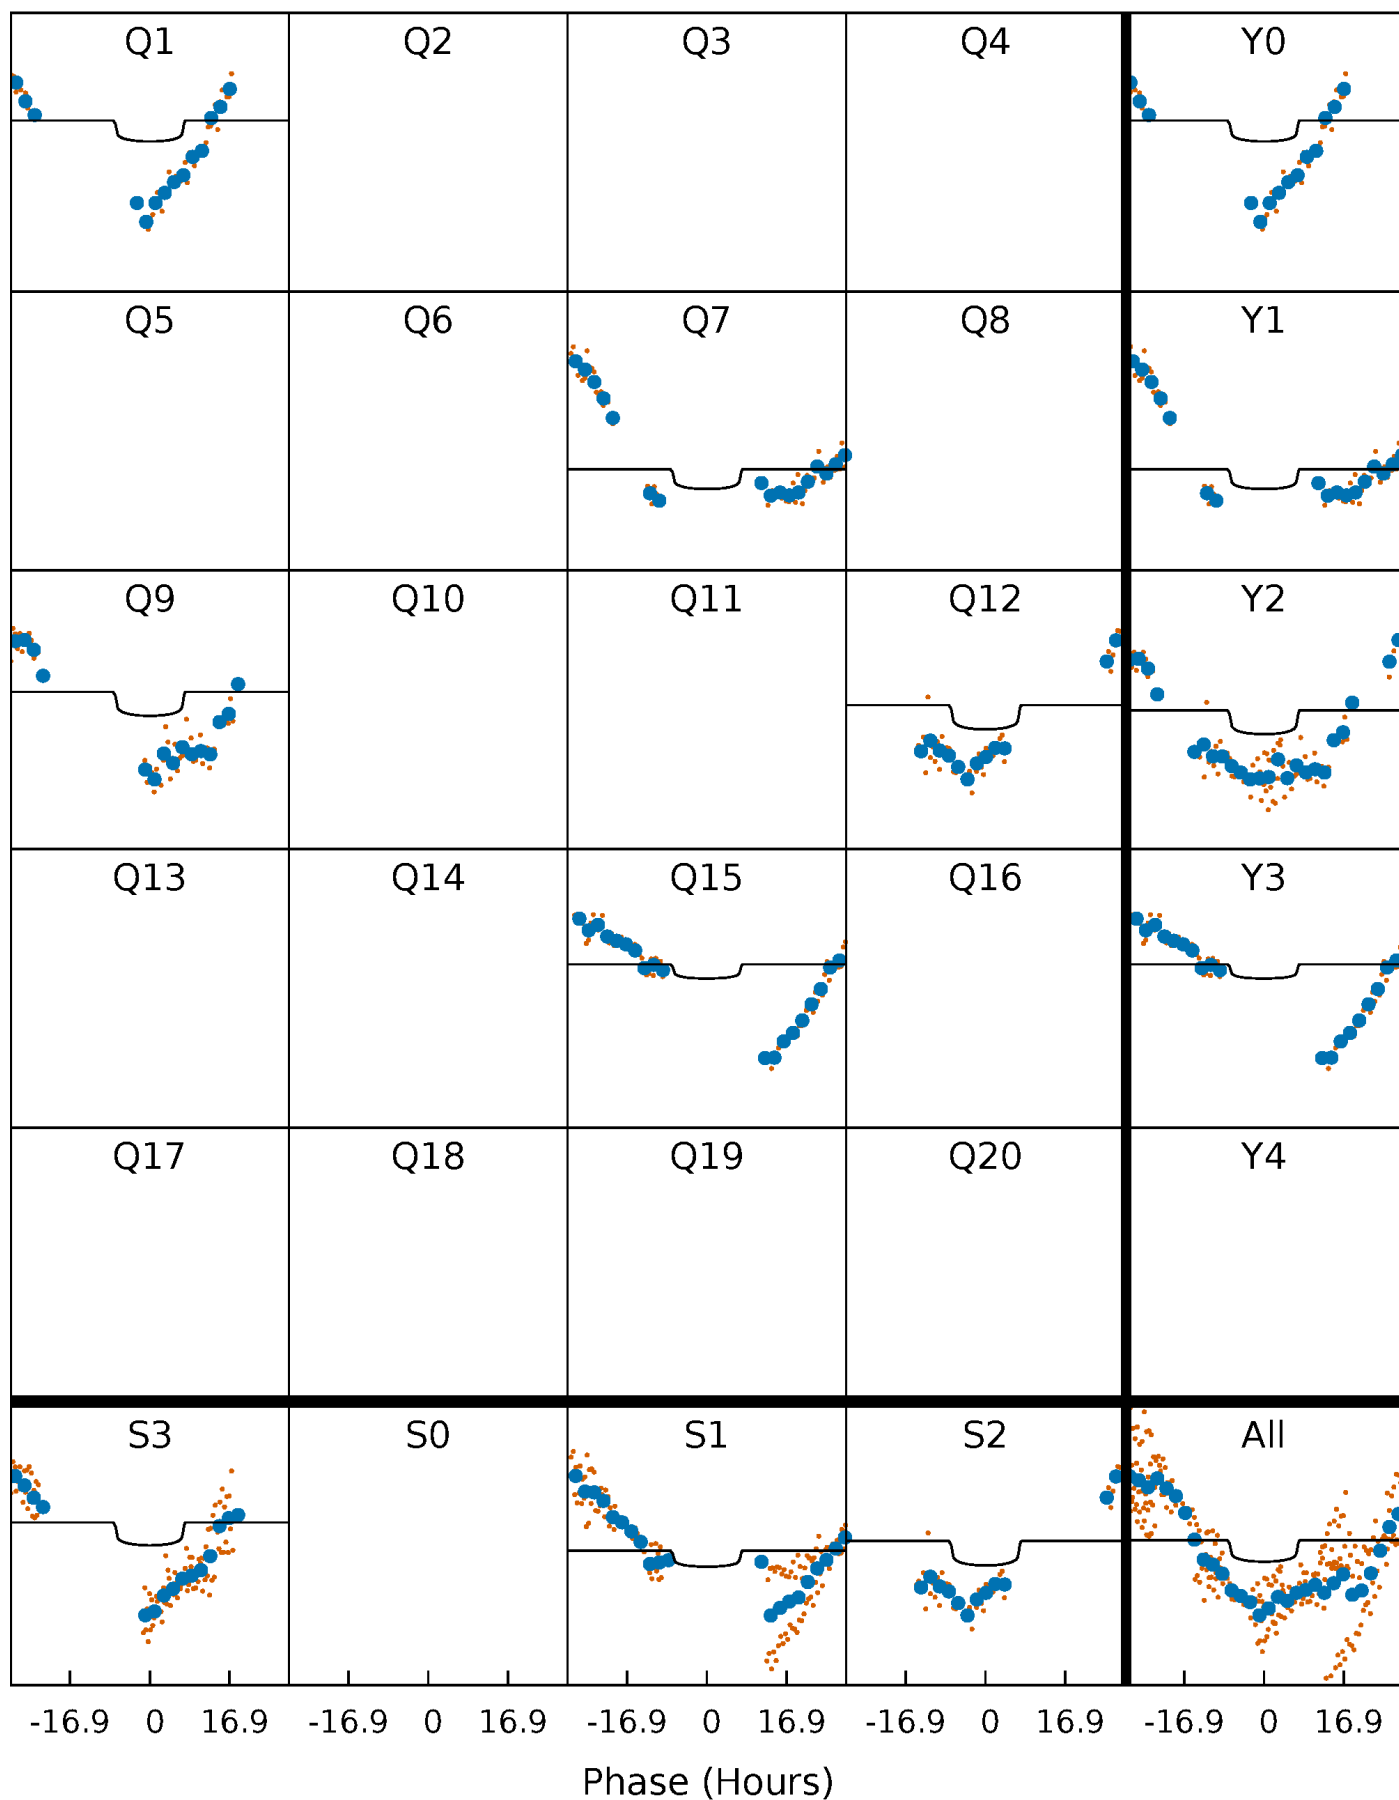 Q1 Q2 Q3 Q4 Y0
Q5 Q6 Q7 Q8 Y1
Q9 Q10 Q11 Q12 Y2
Q13 Q14 Q15 Q16 Y3
Q17 Q18 Q19 Q20 Y4
S3 S0 S1 S2 All
-16.9 0 16.9 -16.9 0 16.9 -16.9 0 16.9 -16.9 0 16.9 -16.9 0 16.9
Phase (Hours)